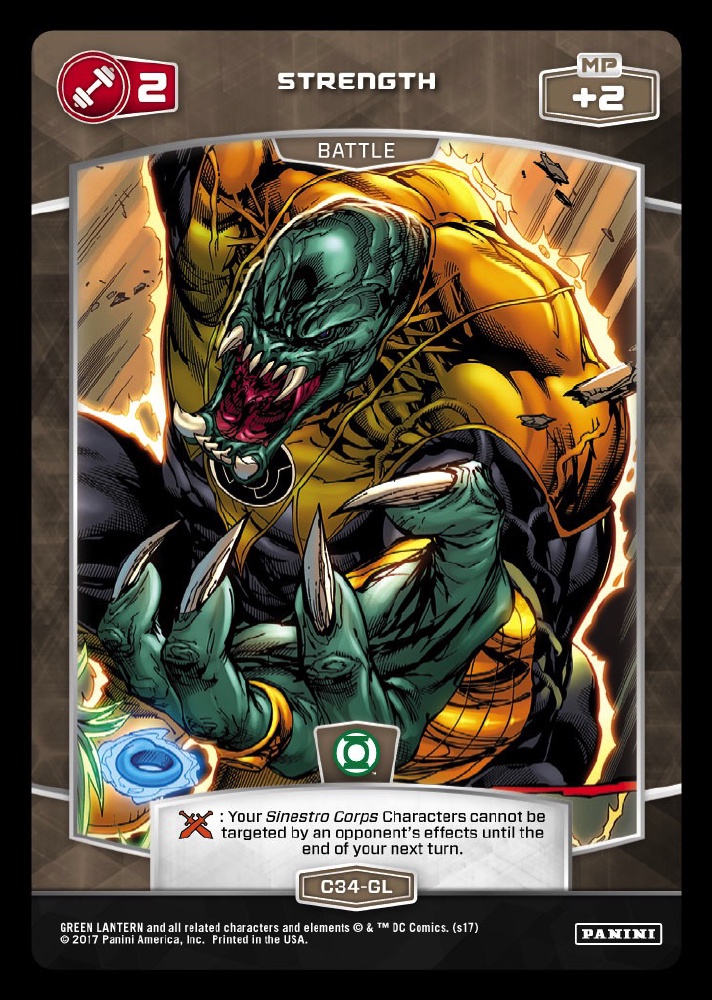 2
STRENGTH
MP
+2
BATTLE
: Your Sinestro Corps Characters cannot be
targeted by an opponent's effects until the
end of your next turn.
C34-GL
GREEN LANTERN and all related characters and elements © & ™ DC Comics. (s17)
© 2017 Panini America, Inc. Printed in the USA.
PANINI